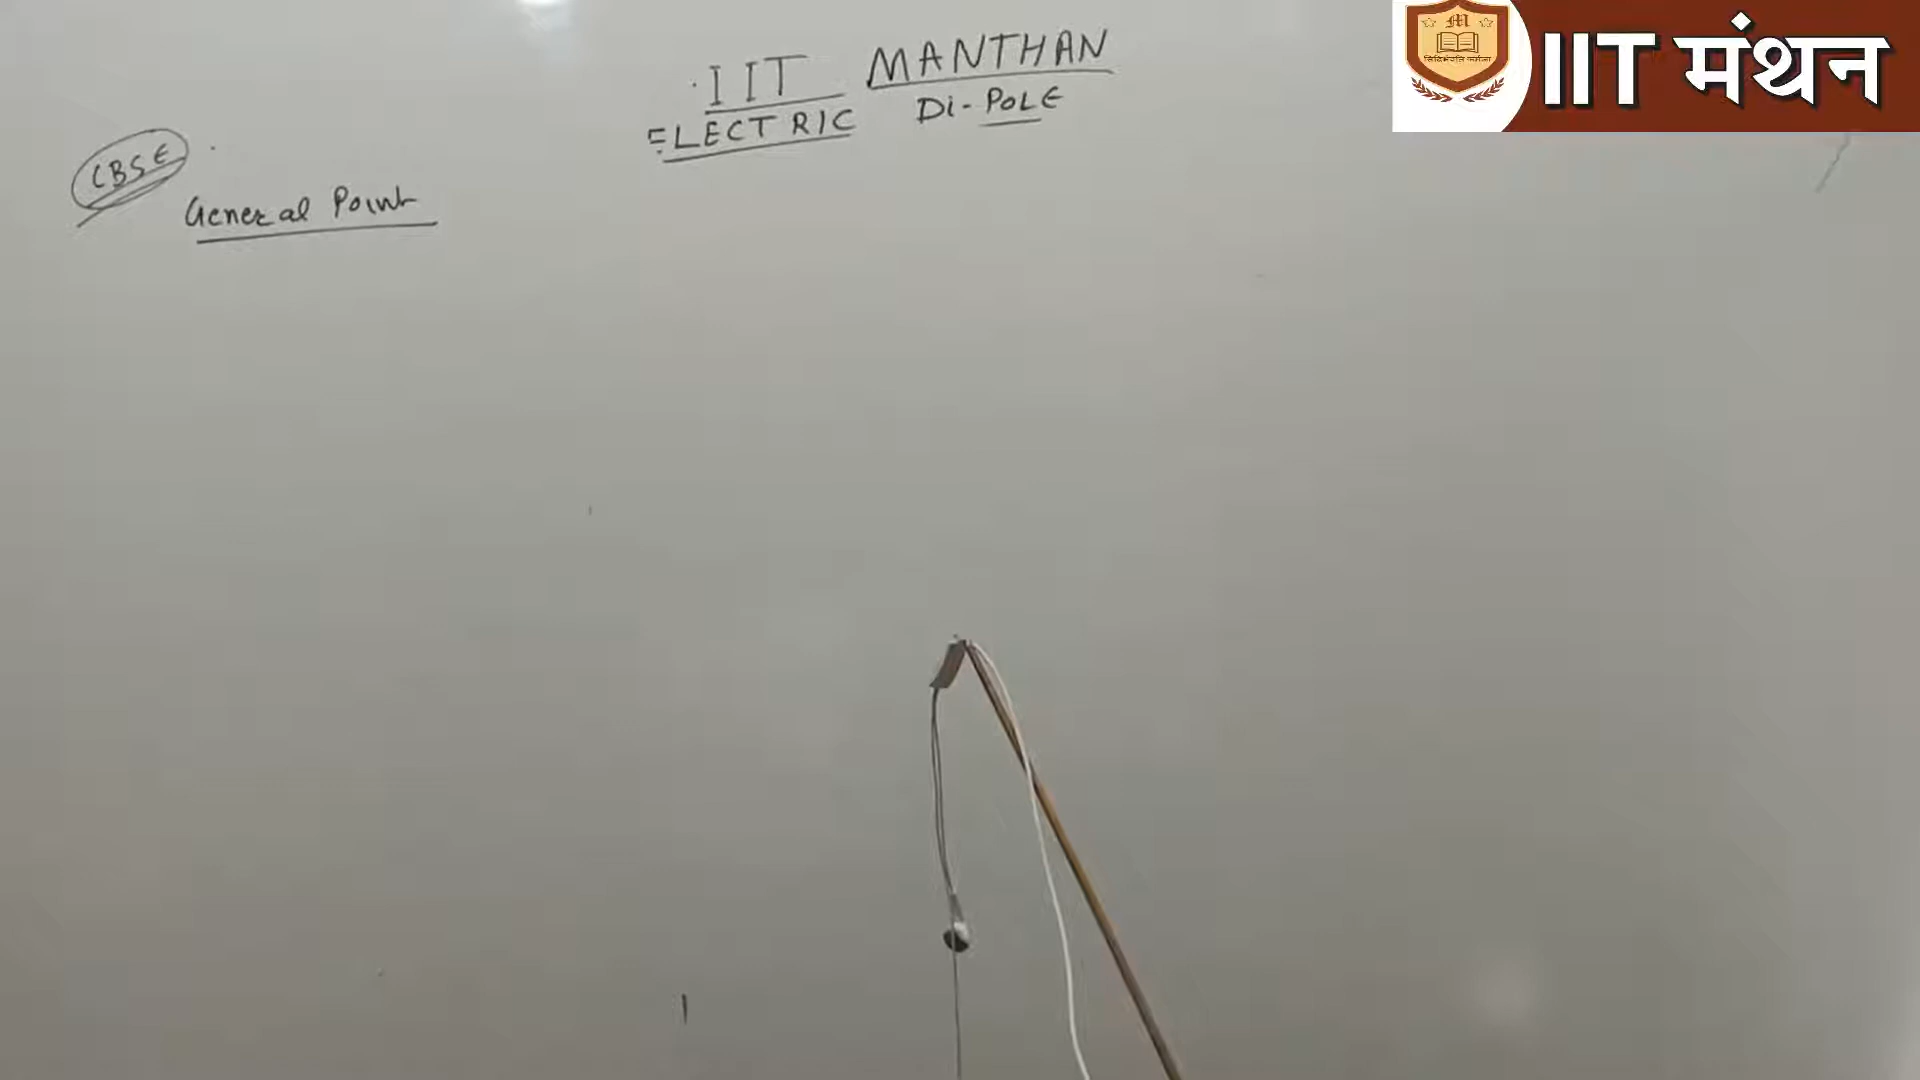 IIT MANTHAN
ELECTRIC Di-POLE
CBSE
General Point
IIT मंथन
M